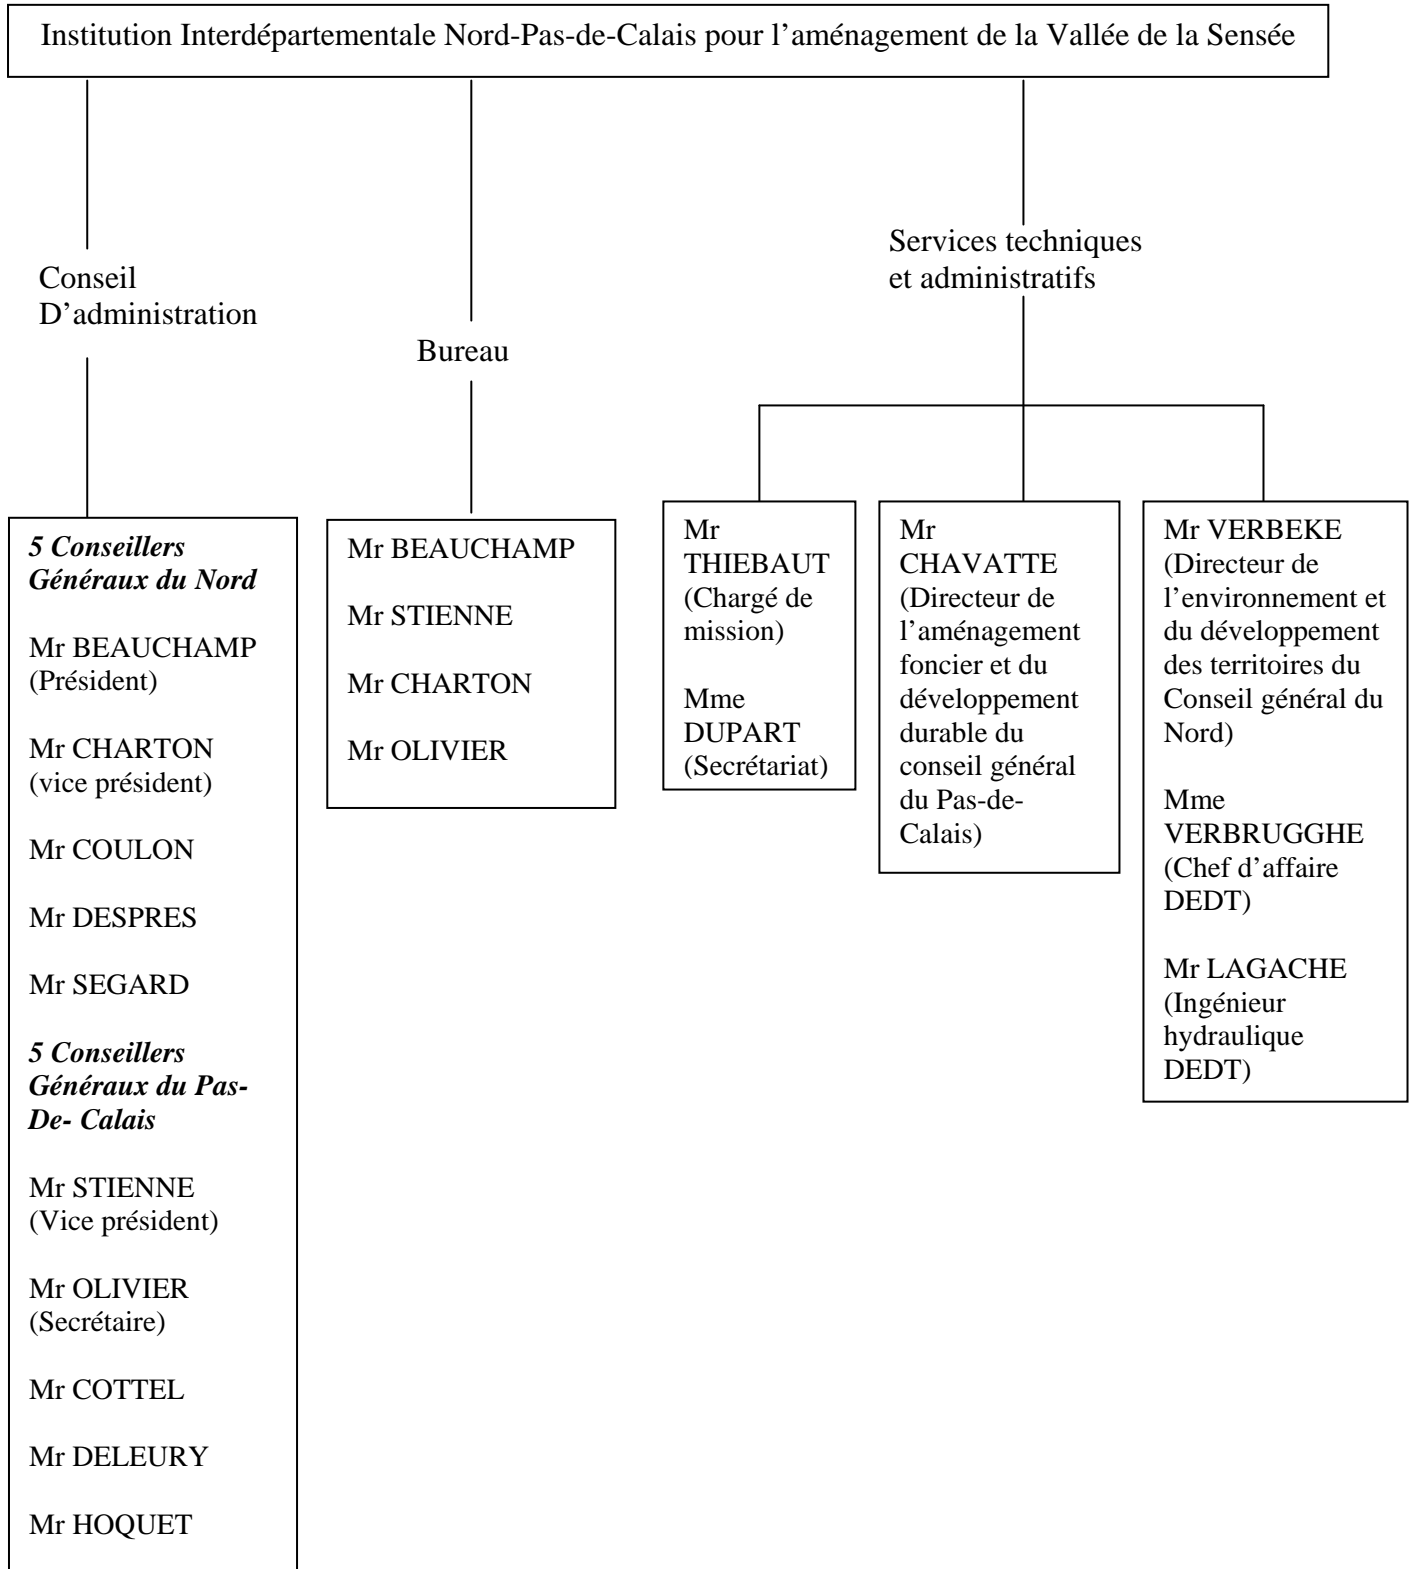 Institution Interdépartementale Nord-Pas-de-Calais pour l’aménagement de la Vallée de la Sensée
Conseil
D’administration
Bureau
Services techniques
et administratifs
5 Conseillers
Généraux du Nord
Mr BEAUCHAMP
(Président)
Mr CHARTON
(vice président)
Mr COULON
Mr DESPRES
Mr SEGARD
5 Conseillers
Généraux du Pas-
De- Calais
Mr STIENNE
(Vice président)
Mr OLIVIER
(Secrétaire)
Mr COTTEL
Mr DELEURY
Mr HOQUET
Mr BEAUCHAMP
Mr STIENNE
Mr CHARTON
Mr OLIVIER
Mr
THIEBAUT
(Chargé de
mission)
Mme
DUPART
(Secrétariat)
Mr
CHAVATTE
(Directeur de
l’aménagement
foncier et du
développement
durable du
conseil général
du Pas-de-
Calais)
Mr VERBEKE
(Directeur de
l’environnement et
du développement
des territoires du
Conseil général du
Nord)
Mme
VERBRUGGHE
(Chef d’affaire
DEDT)
Mr LAGACHE
(Ingénieur
hydraulique
DEDT)